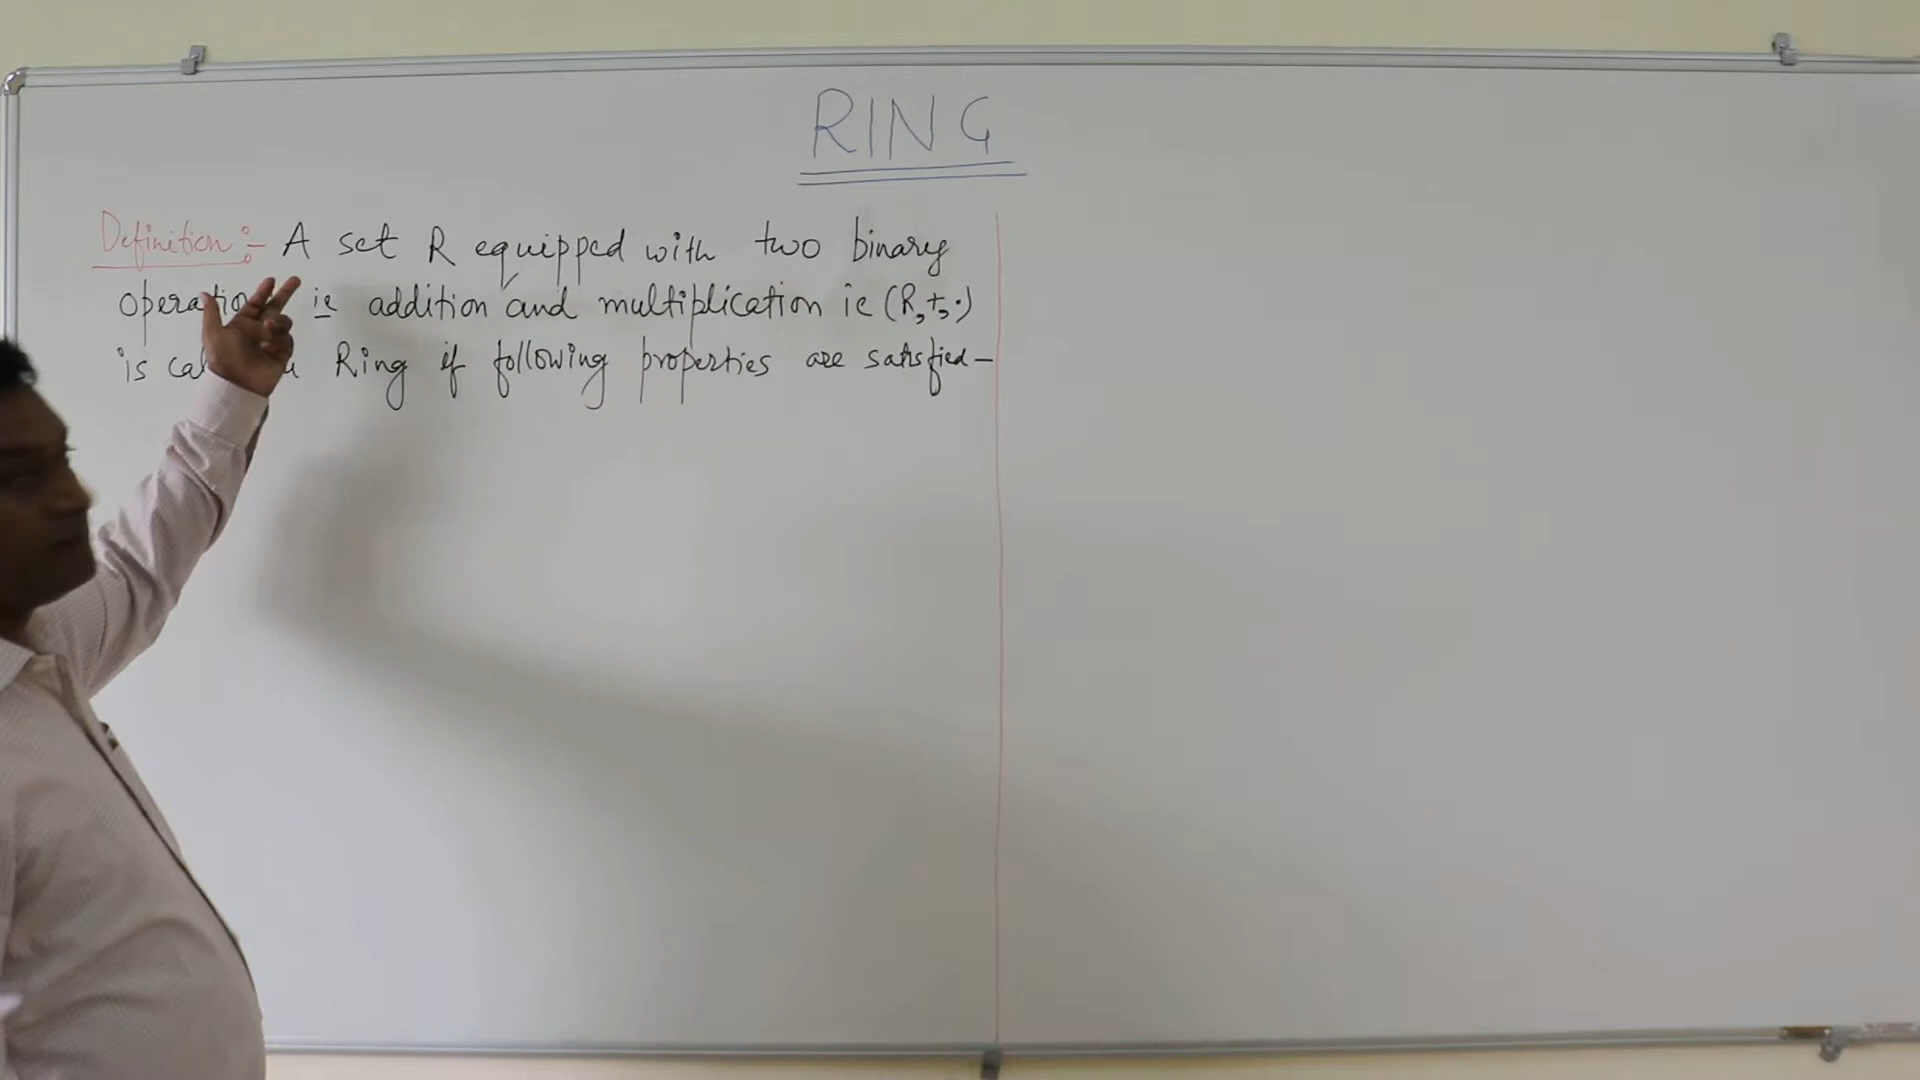 RING
Definition :- A set R equipped with two binary
operation ie addition and multiplication ie (R,+,·)
is Ring if following properties are satisfied-